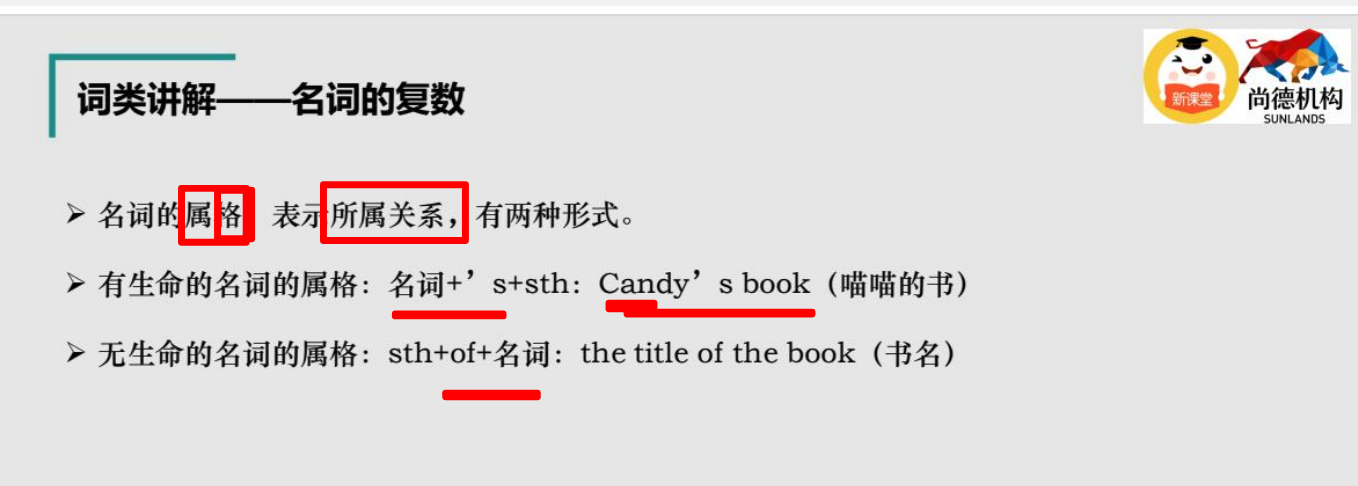 词类讲解——名词的复数
新课堂
尚德机构
SUNLANDS
➢ 名词的属格 表示所属关系，有两种形式。
➢ 有生命的名词的属格：名词+’s+sth：Candy’s book（喵喵的书）
➢ 无生命的名词的属格：sth+of+名词：the title of the book（书名）